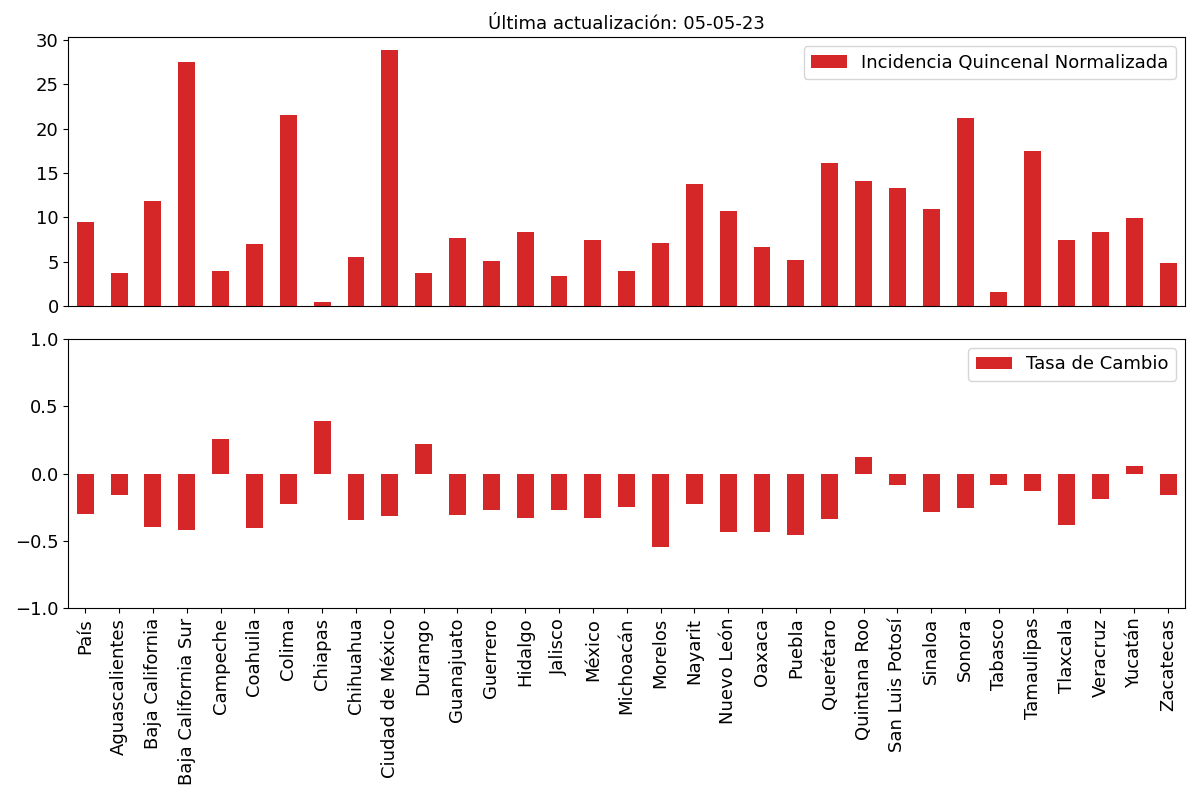 Última actualización: 05-05-23
30
25
20
15
10
5
0
Incidencia Quincenal Normalizada
1.0
0.5
0.0
−0.5
−1.0
Tasa de Cambio
País
Aguascalientes
Baja California
Baja California Sur
Campeche
Coahuila
Colima
Chiapas
Chihuahua
Ciudad de México
Durango
Guanajuato
Guerrero
Hidalgo
Jalisco
México
Michoacán
Morelos
Nayarit
Nuevo León
Oaxaca
Puebla
Querétaro
Quintana Roo
San Luis Potosí
Sinaloa
Sonora
Tabasco
Tamaulipas
Tlaxcala
Veracruz
Yucatán
Zacatecas